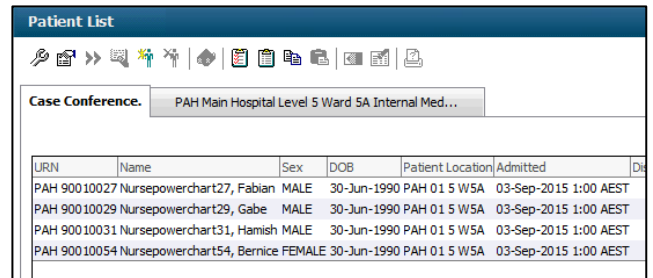 Patient List
Case Conference. PAH Main Hospital Level 5 Ward 5A Internal Med...
URN Name Sex DOB Patient Location Admitted
PAH 90010027 Nursepowerchart27, Fabian MALE 30-Jun-1990 PAH 01 5 W5A 03-Sep-2015 1:00 AEST
PAH 90010029 Nursepowerchart29, Gabe MALE 30-Jun-1990 PAH 01 5 W5A 03-Sep-2015 1:00 AEST
PAH 90010031 Nursepowerchart31, Hamish MALE 30-Jun-1990 PAH 01 5 W5A 03-Sep-2015 1:00 AEST
PAH 90010054 Nursepowerchart54, Bernice FEMALE 30-Jun-1990 PAH 01 5 W5A 03-Sep-2015 1:00 AEST